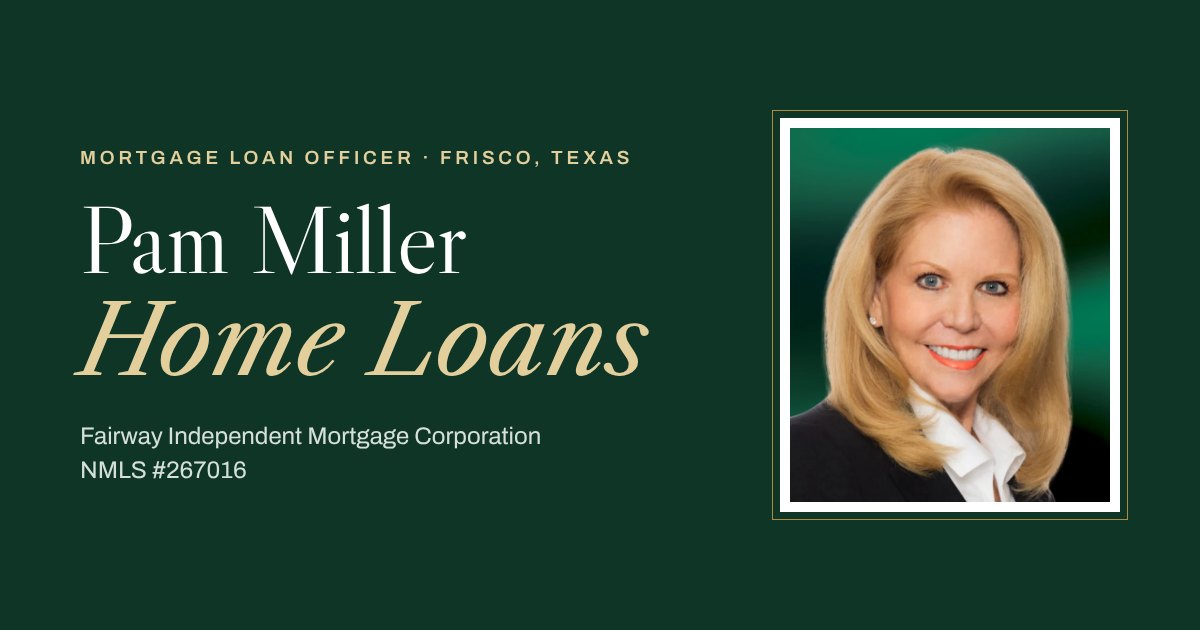 MORTGAGE LOAN OFFICER · FRISCO, TEXAS
Pam Miller
Home Loans
Fairway Independent Mortgage Corporation
NMLS #267016